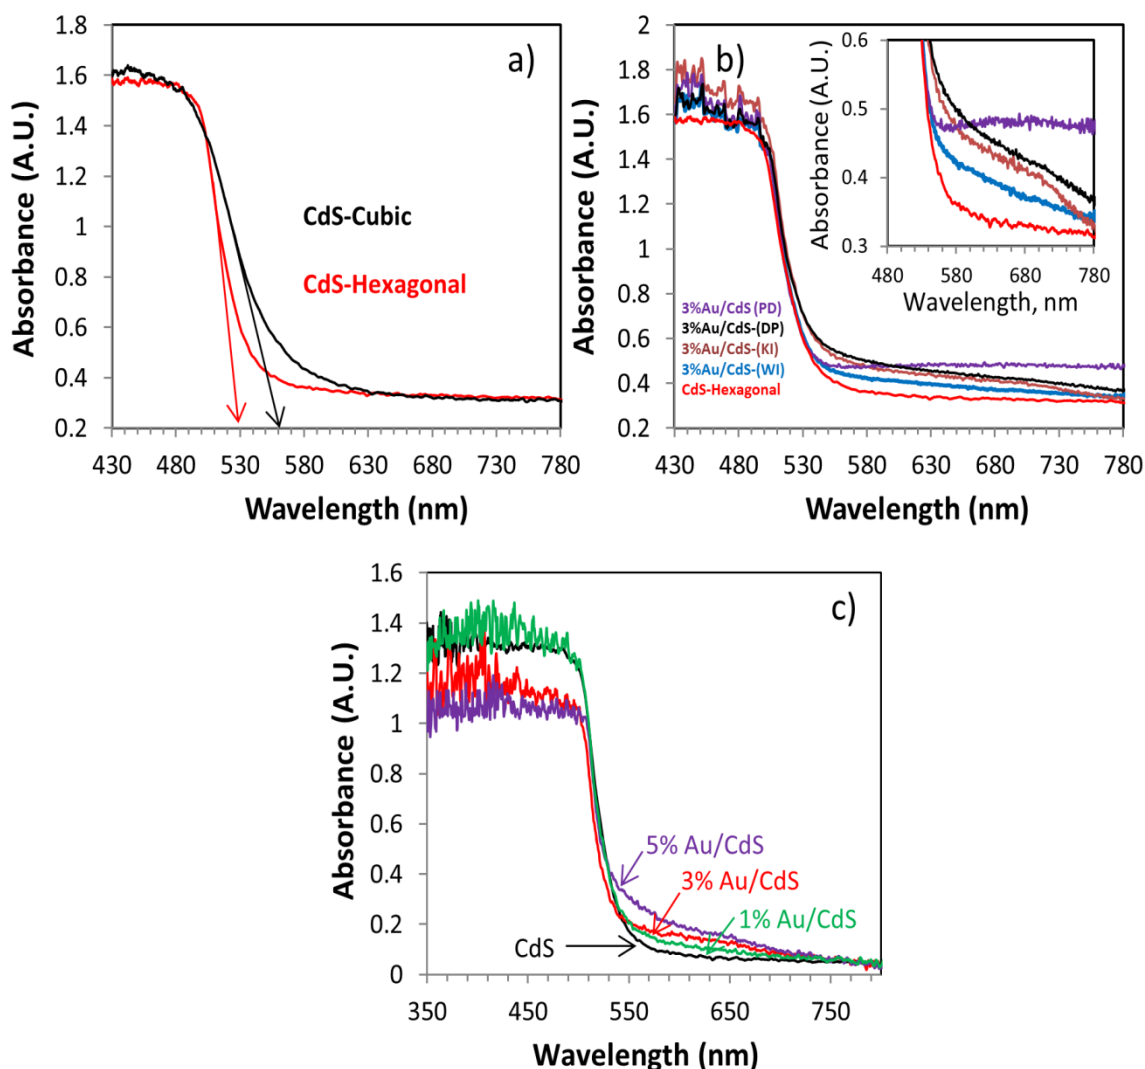 a)
Absorbance (A.U.)
1.8
1.6
1.4
1.2
1
0.8
0.6
0.4
0.2
CdS-Cubic
CdS-Hexagonal
430 480 530 580 630 680 730 780
Wavelength (nm)
b)
Absorbance (A.U.)
2
1.8
1.6
1.4
1.2
1
0.8
0.6
0.4
0.2
Absorbance (A.U.)
0.6
0.5
0.4
0.3
480 580 680 780
Wavelength, nm
3%Au/CdS (PD)
3%Au/CdS-(DP)
3%Au/CdS-(KI)
3%Au/CdS-(WI)
CdS-Hexagonal
430 480 530 580 630 680 730 780
Wavelength (nm)
c)
Absorbance (A.U.)
1.6
1.4
1.2
1
0.8
0.6
0.4
0.2
0
5% Au/CdS
3% Au/CdS
1% Au/CdS
CdS
350 450 550 650 750
Wavelength (nm)